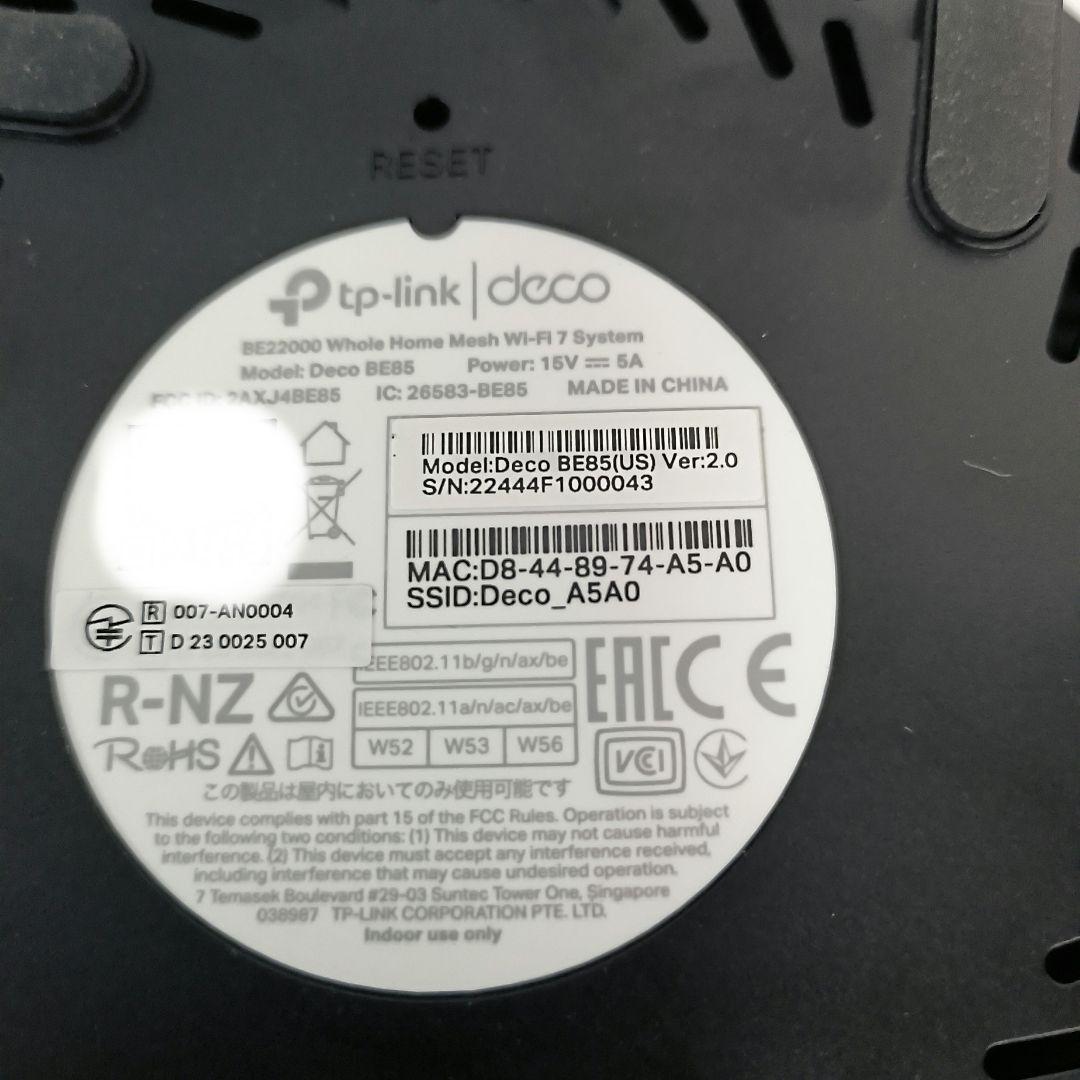 RESET
tp-link | deco
BE22000 Whole Home Mesh Wi-Fi 7 System
Model: Deco BE85 Power: 15V ⎓ 5A
FCC ID: 2AXJ4BE85 IC: 26583-BE85 MADE IN CHINA
Model:Deco BE85(US) Ver:2.0
S/N:22444F1000043
MAC:D8-44-89-74-A5-A0
SSID:Deco_A5A0
R 007-AN0004
T D 23 0025 007
IEEE802.11b/g/n/ax/be
IEEE802.11a/n/ac/ax/be
W52 W53 W56
R-NZ
EAC CE
RoHS
VCCI
この製品は屋内においてのみ使用可能です
This device complies with part 15 of the FCC Rules. Operation is subject
to the following two conditions: (1) This device may not cause harmful
interference. (2) This device must accept any interference received,
including interference that may cause undesired operation.
7 Temasek Boulevard #29-03 Suntec Tower One, Singapore
038987 TP-LINK CORPORATION PTE. LTD.
Indoor use only